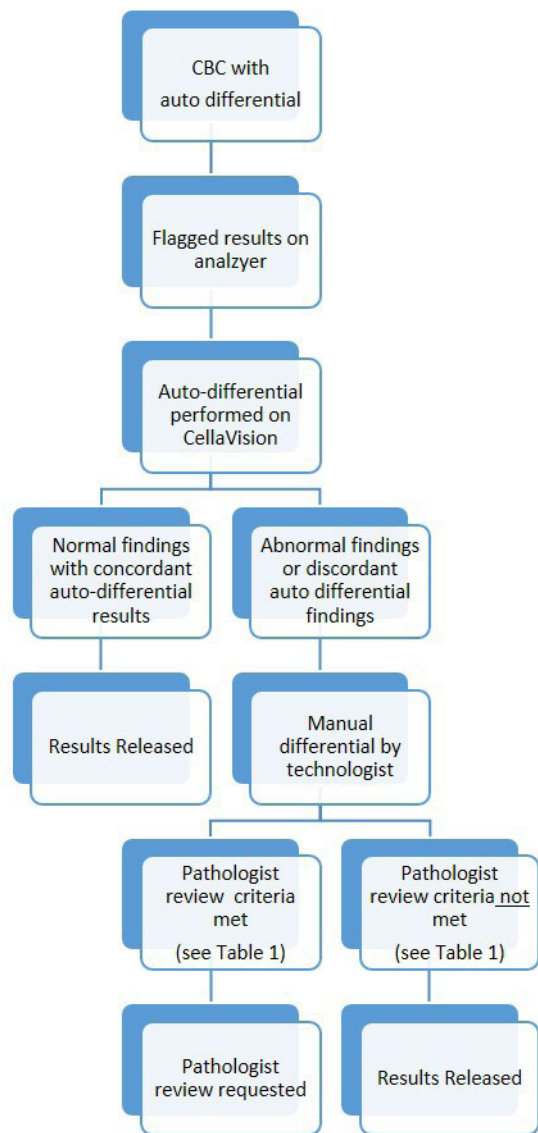 CBC with
auto differential
Flagged results on
analzyer
Auto-differential
performed on
CellaVision
Normal findings
with concordant
auto-differential
results
Abnormal findings
or discordant
auto differential
findings
Results Released
Manual
differential by
technologist
Pathologist
review criteria
met
(see Table 1)
Pathologist
review criteria not
met
(see Table 1)
Pathologist
review requested
Results Released